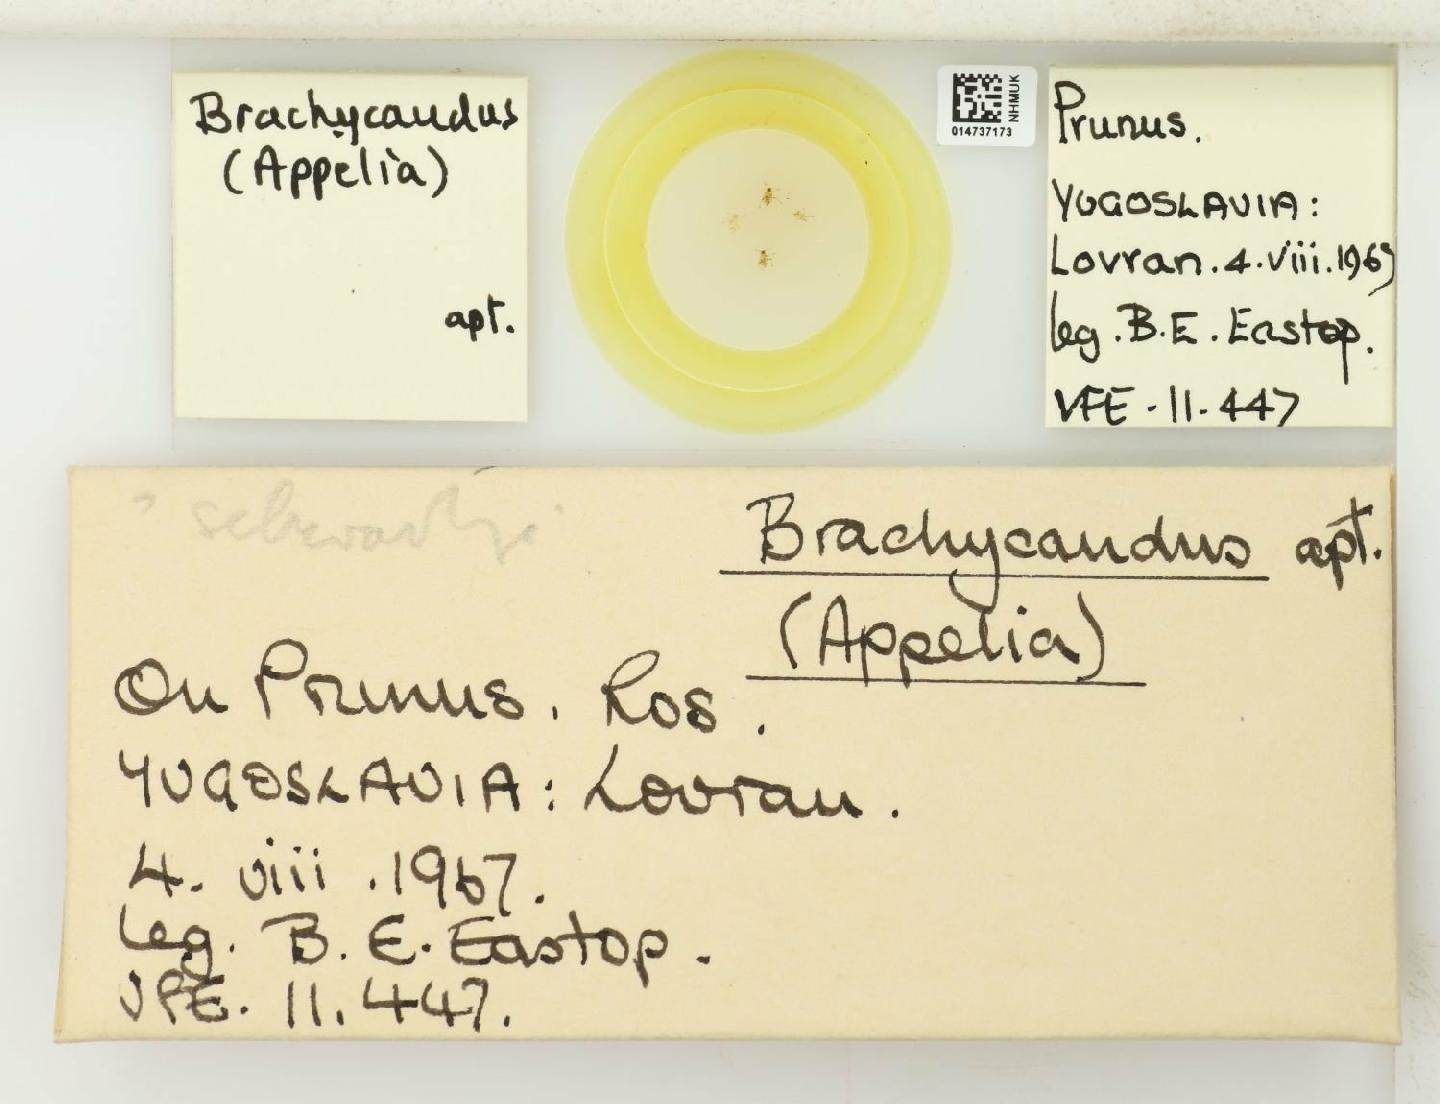 Brachycaudus
(Appelia)
apt.
NHMUK
014737173
Prunus.
YUGOSLAVIA:
Lovran. 4. viii. 1967
leg. B. E. Eastop.
VFE. 11. 447
Brachycaudus apt.
(Appelia)
On Prunus. Ros.
YUGOSLAVIA: Lovran.
4. viii. 1967.
leg. B. E. Eastop.
VFE. 11. 447.